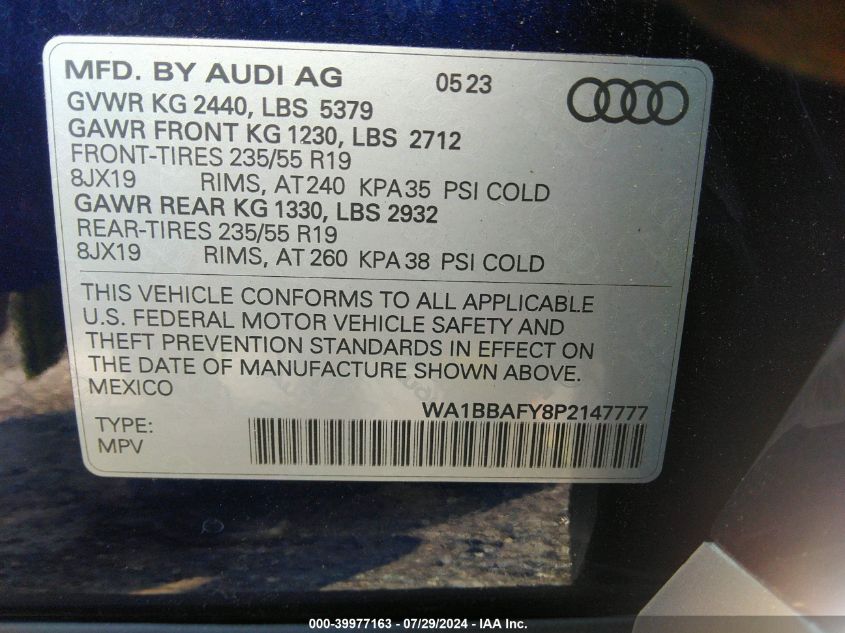 MFD. BY AUDI AG 0523
GVWR KG 2440, LBS 5379
GAWR FRONT KG 1230, LBS 2712
FRONT-TIRES 235/55 R19
8JX19 RIMS, AT 240 KPA 35 PSI COLD
GAWR REAR KG 1330, LBS 2932
REAR-TIRES 235/55 R19
8JX19 RIMS, AT 260 KPA 38 PSI COLD
THIS VEHICLE CONFORMS TO ALL APPLICABLE
U.S. FEDERAL MOTOR VEHICLE SAFETY AND
THEFT PREVENTION STANDARDS IN EFFECT ON
THE DATE OF MANUFACTURE SHOWN ABOVE.
MEXICO
WA1BBAFY8P2147777
TYPE:
MPV
000-39977163 - 07/29/2024 - IAA Inc.